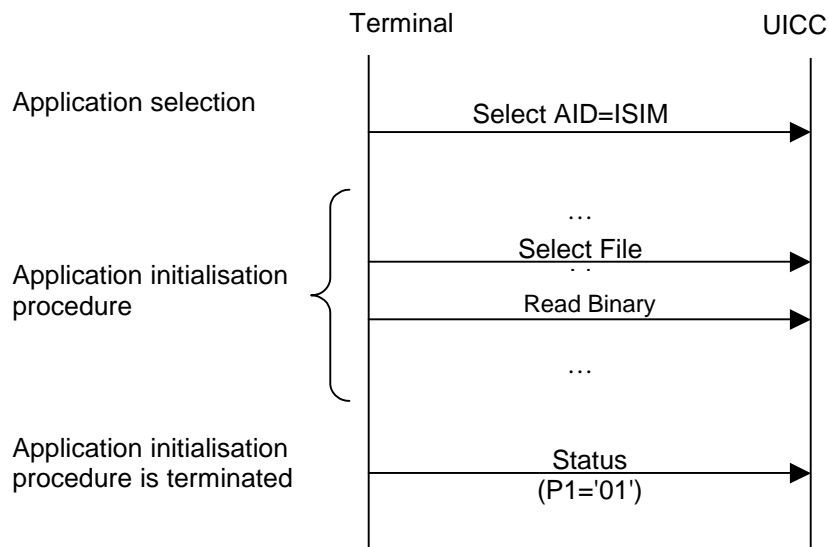 Terminal
UICC
Application selection
Select AID=ISIM
…
Select File
Application initialisation
procedure
. .
Read Binary
…
Application initialisation
procedure is terminated
Status
(P1='01')